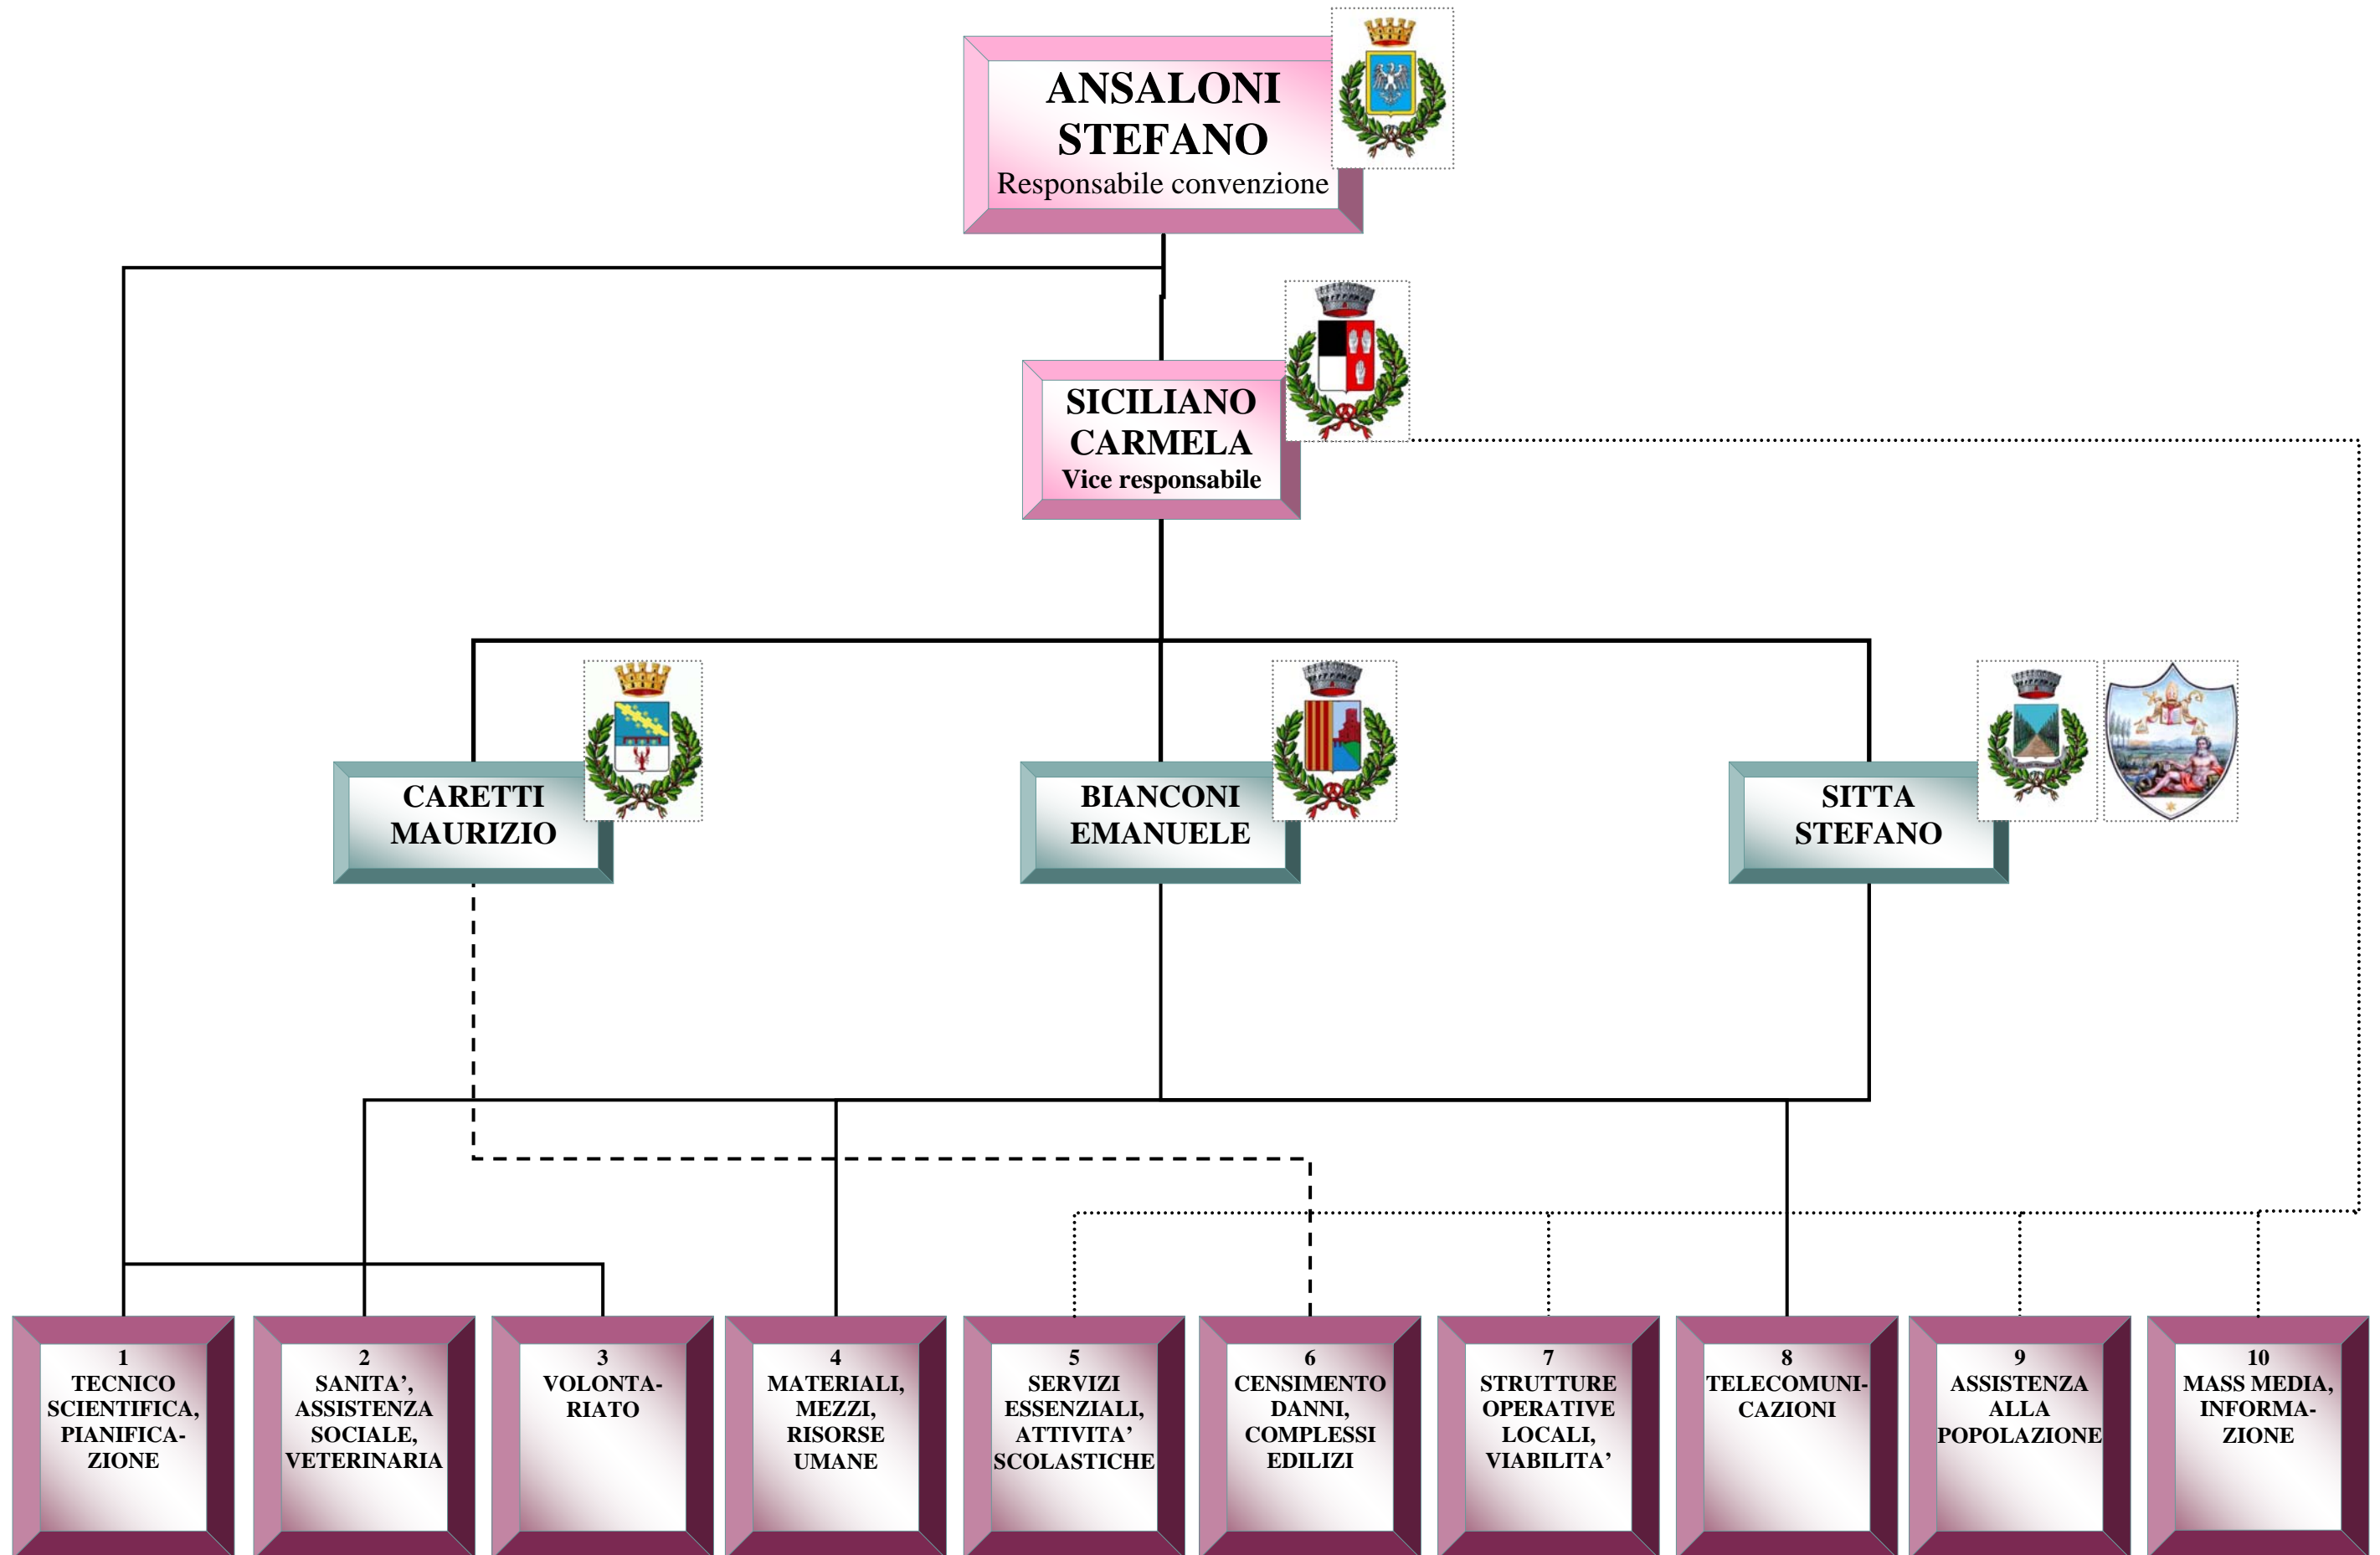 ANSALONI
STEFANO
Responsabile convenzione
SICILIANO
CARMELA
Vice responsabile
CARETTI
MAURIZIO
BIANCONI
EMANUELE
SITTA
STEFANO
1
TECNICO
SCIENTIFICA,
PIANIFICA-
ZIONE
2
SANITA’,
ASSISTENZA
SOCIALE,
VETERINARIA
3
VOLONTA-
RIATO
4
MATERIALI,
MEZZI,
RISORSE
UMANE
5
SERVIZI
ESSENZIALI,
ATTIVITA’
SCOLASTICHE
6
CENSIMENTO
DANNI,
COMPLESSI
EDILIZI
7
STRUTTURE
OPERATIVE
LOCALI,
VIABILITA’
8
TELECOMUNI-
CAZIONI
9
ASSISTENZA
ALLA
POPOLAZIONE
10
MASS MEDIA,
INFORMA-
ZIONE